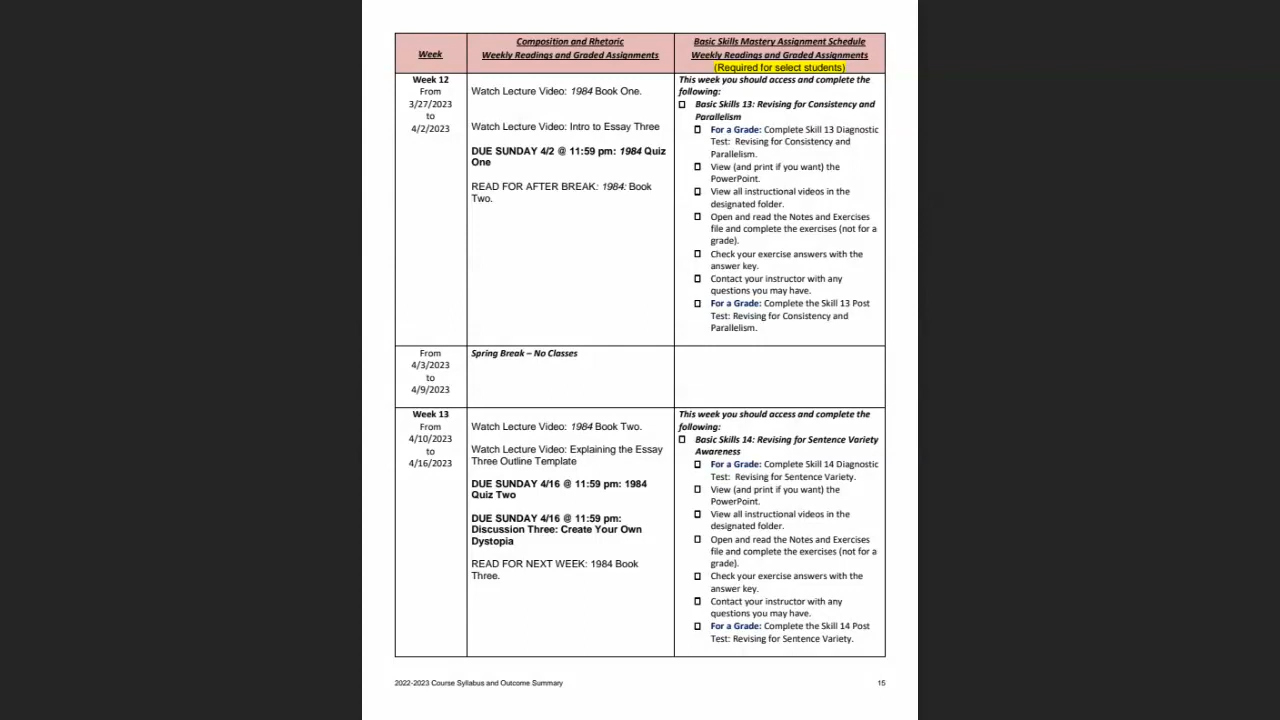 Week
Composition and Rhetoric
Weekly Readings and Graded Assignments
Basic Skills Mastery Assignment Schedule
Weekly Readings and Graded Assignments
(Required for select students)
Week 12
From
3/27/2023
to
4/2/2023
Watch Lecture Video: 1984 Book One.
Watch Lecture Video: Intro to Essay Three
DUE SUNDAY 4/2 @ 11:59 pm: 1984 Quiz
One
READ FOR AFTER BREAK: 1984: Book
Two.
This week you should access and complete the
following:
Basic Skills 13: Revising for Consistency and
Parallelism
For a Grade: Complete Skill 13 Diagnostic
Test: Revising for Consistency and
Parallelism.
View (and print if you want) the
PowerPoint.
View all instructional videos in the
designated folder.
Open and read the Notes and Exercises
file and complete the exercises (not for a
grade).
Check your exercise answers with the
answer key.
Contact your instructor with any
questions you may have.
For a Grade: Complete the Skill 13 Post
Test: Revising for Consistency and
Parallelism.
From
4/3/2023
to
4/9/2023
Spring Break – No Classes
Week 13
From
4/10/2023
to
4/16/2023
Watch Lecture Video: 1984 Book Two.
Watch Lecture Video: Explaining the Essay
Three Outline Template
DUE SUNDAY 4/16 @ 11:59 pm: 1984
Quiz Two
DUE SUNDAY 4/16 @ 11:59 pm:
Discussion Three: Create Your Own
Dystopia
READ FOR NEXT WEEK: 1984 Book
Three.
This week you should access and complete the
following:
Basic Skills 14: Revising for Sentence Variety
Awareness
For a Grade: Complete Skill 14 Diagnostic
Test: Revising for Sentence Variety.
View (and print if you want) the
PowerPoint.
View all instructional videos in the
designated folder.
Open and read the Notes and Exercises
file and complete the exercises (not for a
grade).
Check your exercise answers with the
answer key.
Contact your instructor with any
questions you may have.
For a Grade: Complete the Skill 14 Post
Test: Revising for Sentence Variety.
2022-2023 Course Syllabus and Outcome Summary
15